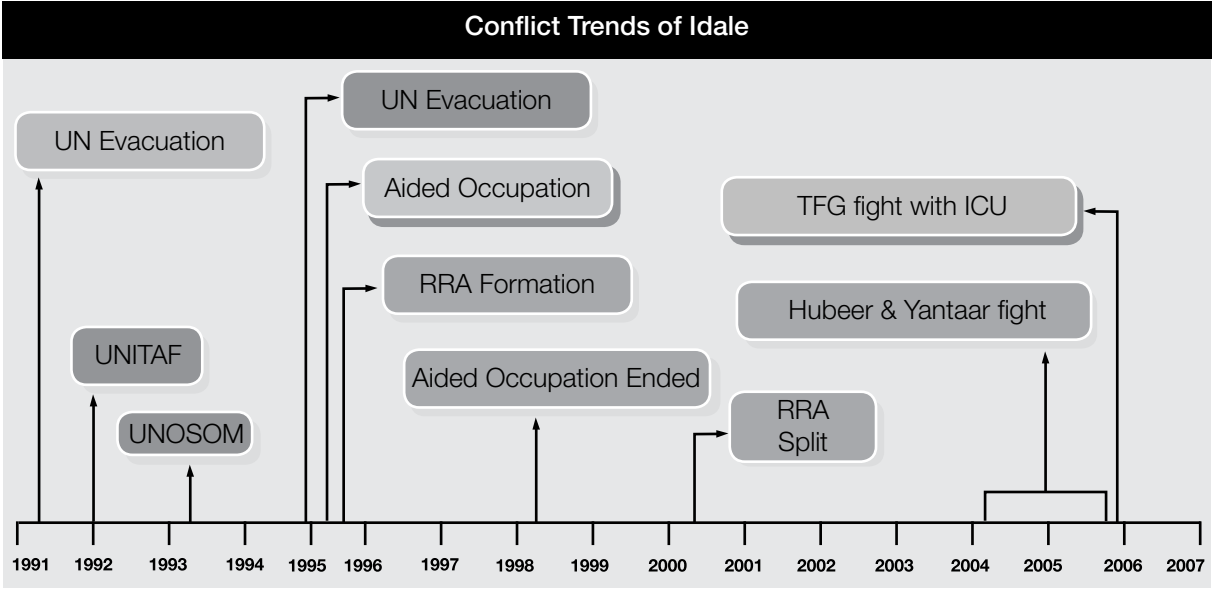 Conflict Trends of Idale
UN Evacuation
UN Evacuation
Aided Occupation
TFG fight with ICU
RRA Formation
Hubeer & Yantaar fight
UNITAF
Aided Occupation Ended
RRA
Split
UNOSOM
1991 1992 1993 1994 1995 1996 1997 1998 1999 2000 2001 2002 2003 2004 2005 2006 2007